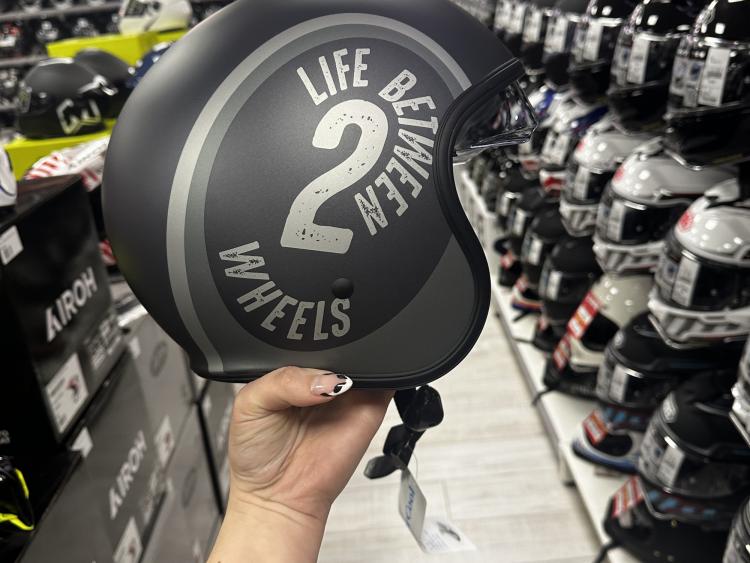 LIFE BETWEEN
2
WHEELS
AIROH
AIROH